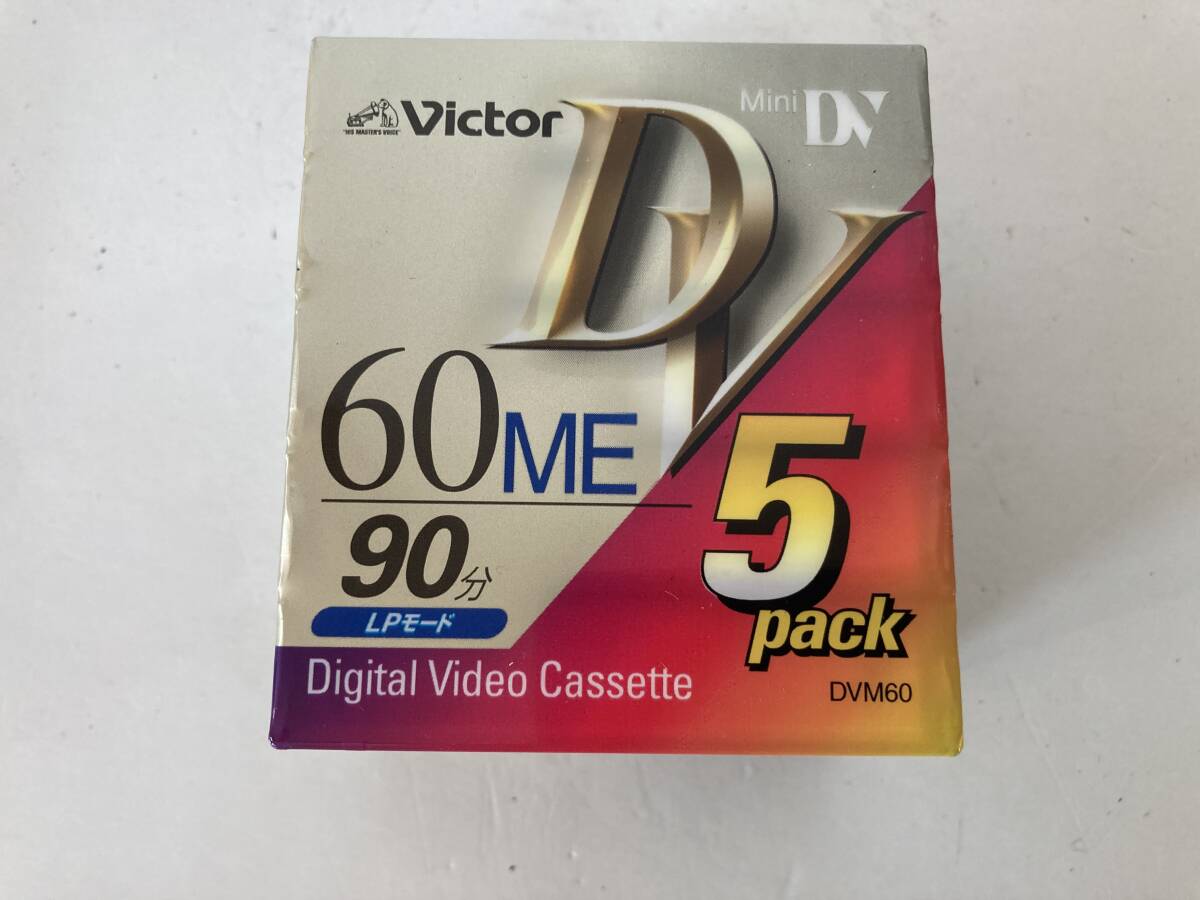 "HIS MASTER'S VOICE"
Victor
Mini DV
DV
60ME
90分
LPモード
5
pack
Digital Video Cassette
DVM60